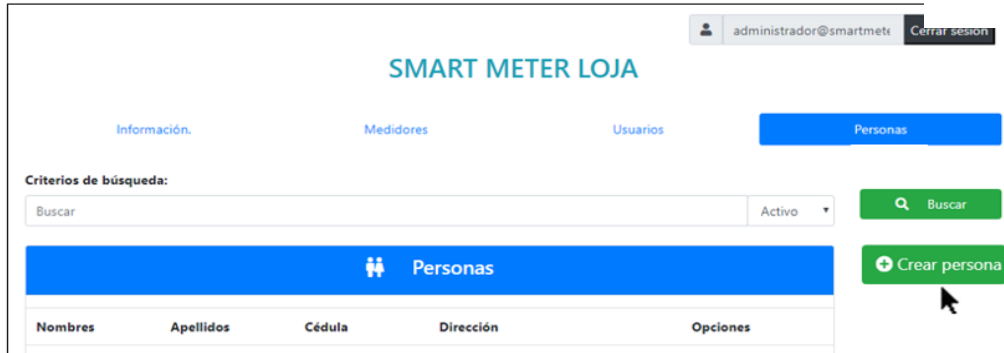 administrador@smartmete Cerrar sesión
SMART METER LOJA
Información. Medidores Usuarios Personas
Criterios de búsqueda:
Buscar Activo Buscar
Personas Crear persona
Nombres Apellidos Cédula Dirección Opciones